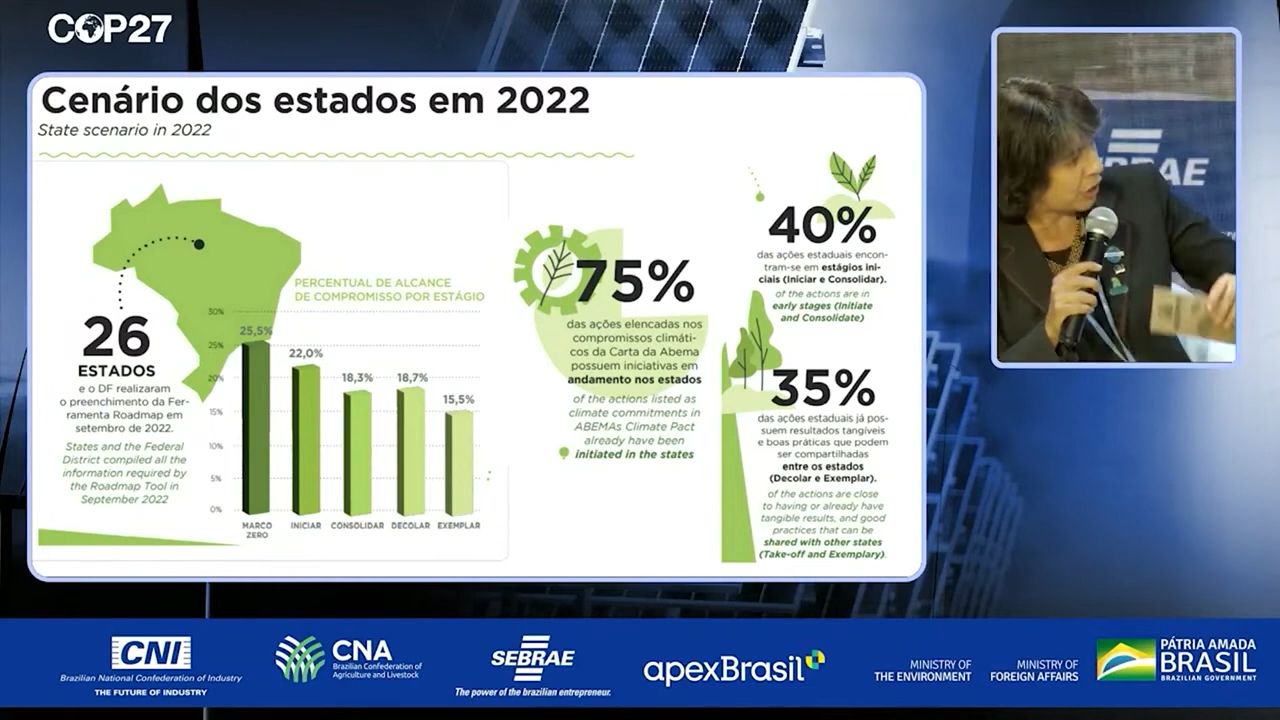 COP27
Cenário dos estados em 2022
State scenario in 2022
26
ESTADOS
e o DF realizaram
o preenchimento da Fer-
ramenta Roadmap em
setembro de 2022.
States and the Federal
District compiled all the
information required by
the Roadmap Tool in
September 2022
PERCENTUAL DE ALCANCE
DE COMPROMISSO POR ESTÁGIO
30%
25%
20%
15%
10%
5%
0%
25,5%
22,0%
18,3%
18,7%
15,5%
MARCO
ZERO
INICIAR
CONSOLIDAR
DECOLAR
EXEMPLAR
75%
das ações elencadas nos
compromissos climáti-
cos da Carta da Abema
possuem iniciativas em
andamento nos estados
of the actions listed as
climate commitments in
ABEMAs Climate Pact
already have been
initiated in the states
40%
das ações estaduais encon-
tram-se em estágios ini-
ciais (Iniciar e Consolidar).
of the actions are in
early stages (Initiate
and Consolidate)
35%
das ações estaduais já pos-
suem resultados tangíveis
e boas práticas que podem
ser compartilhadas
entre os estados
(Decolar e Exemplar).
of the actions are close
to having or already have
tangible results, and good
practices that can be
shared with other states
(Take-off and Exemplary).
EBRAE
CNI
Brazilian National Confederation of Industry
THE FUTURE OF INDUSTRY
CNA
Brazilian Confederation of
Agriculture and Livestock
SEBRAE
The power of the brazilian entrepreneur.
apexBrasil
MINISTRY OF
THE ENVIRONMENT
MINISTRY OF
FOREIGN AFFAIRS
PÁTRIA AMADA
BRASIL
BRAZILIAN GOVERNMENT